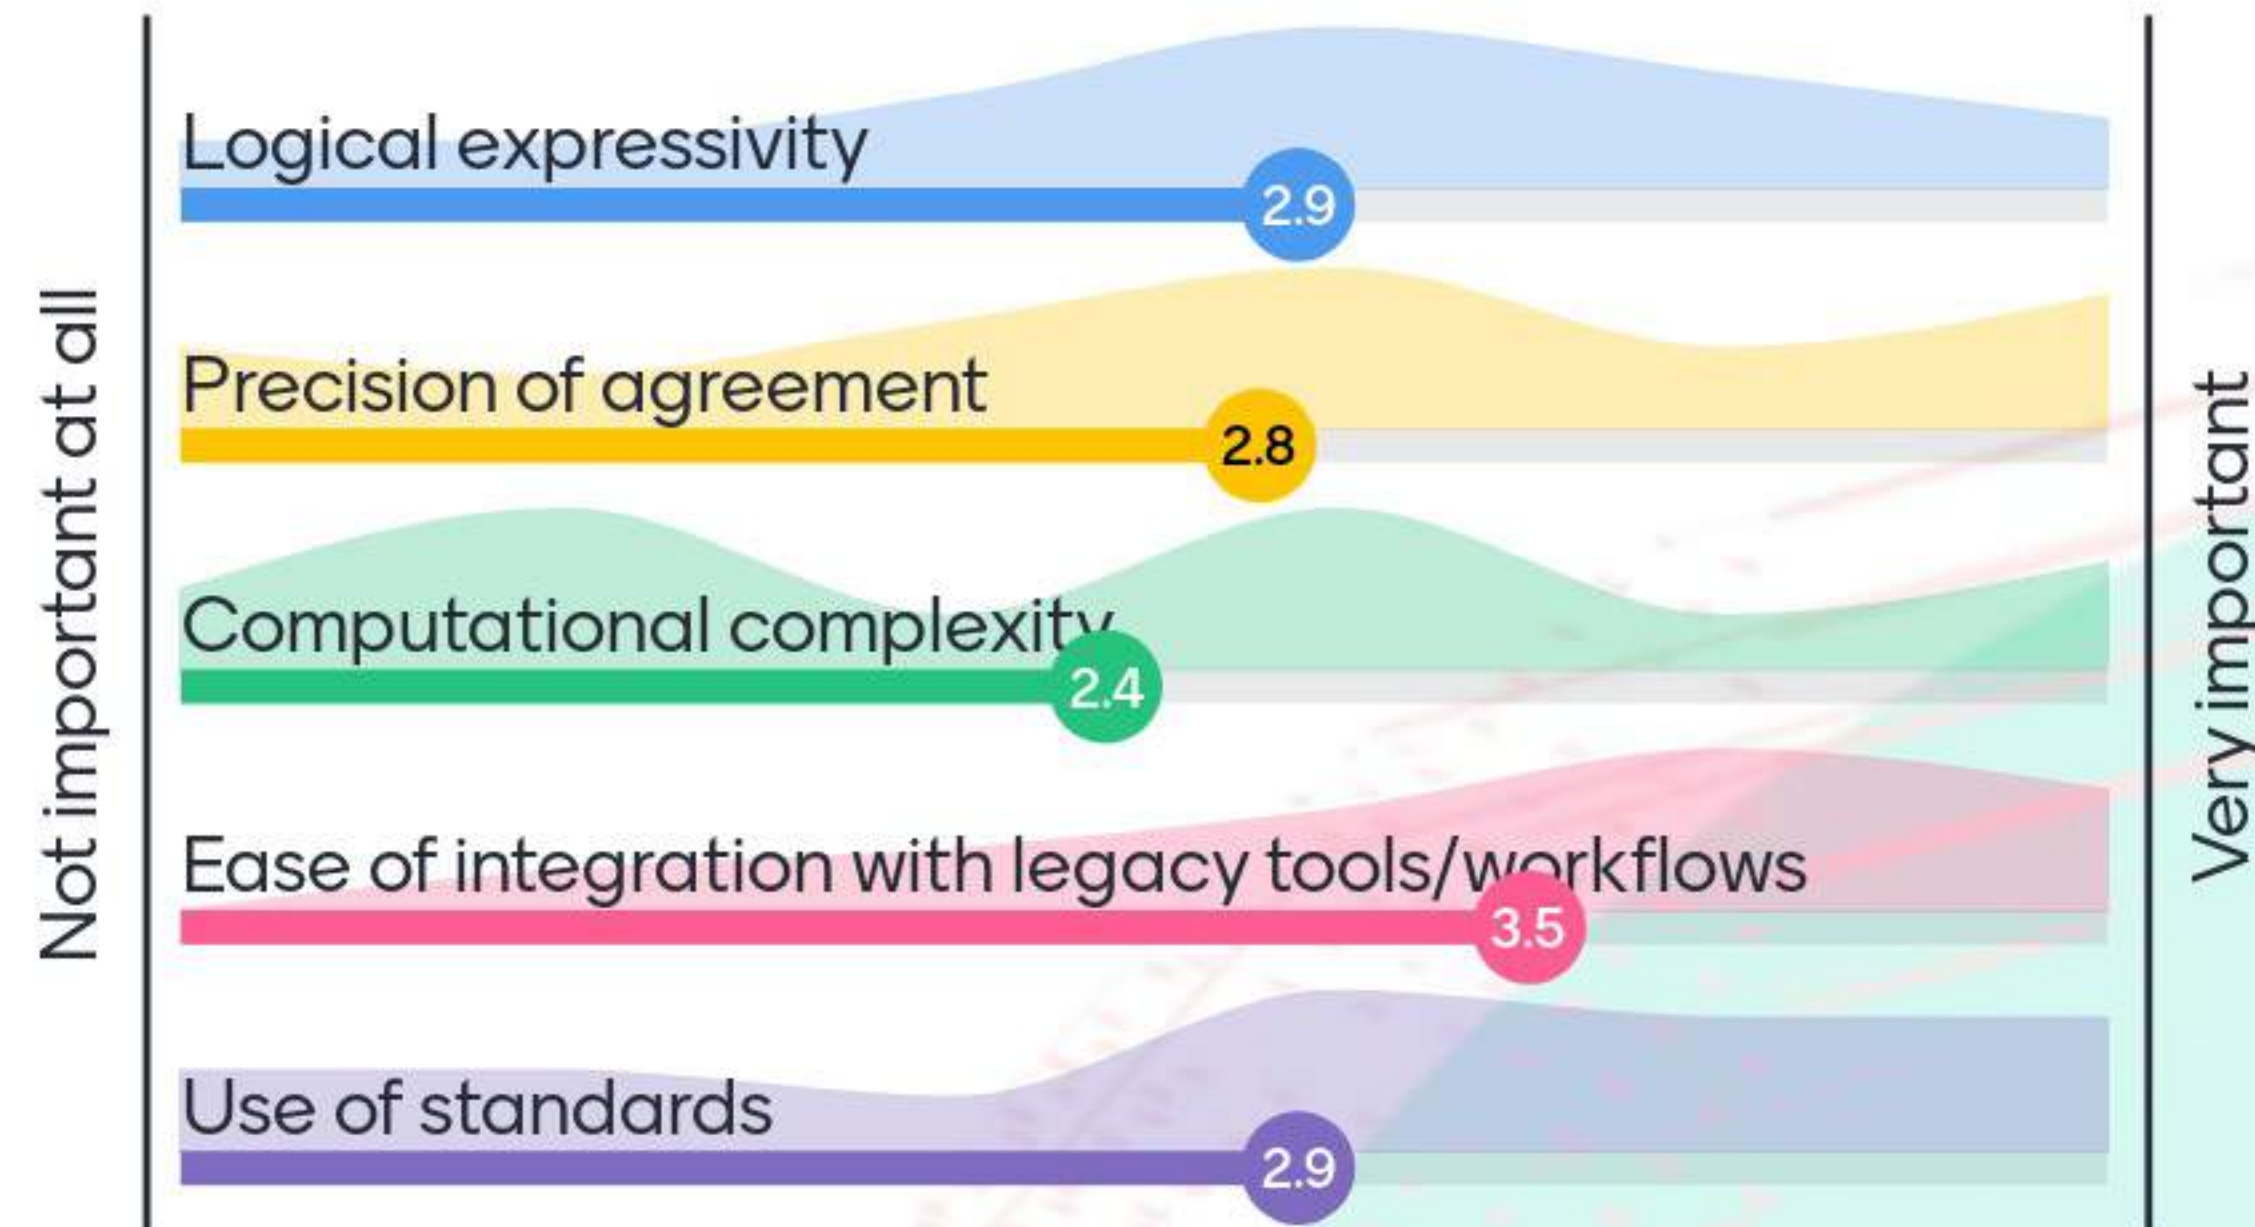 Not important at all
Logical expressivity
2.9
Precision of agreement
2.8
Computational complexity
2.4
Ease of integration with legacy tools/workflows
3.5
Use of standards
2.9
Very important